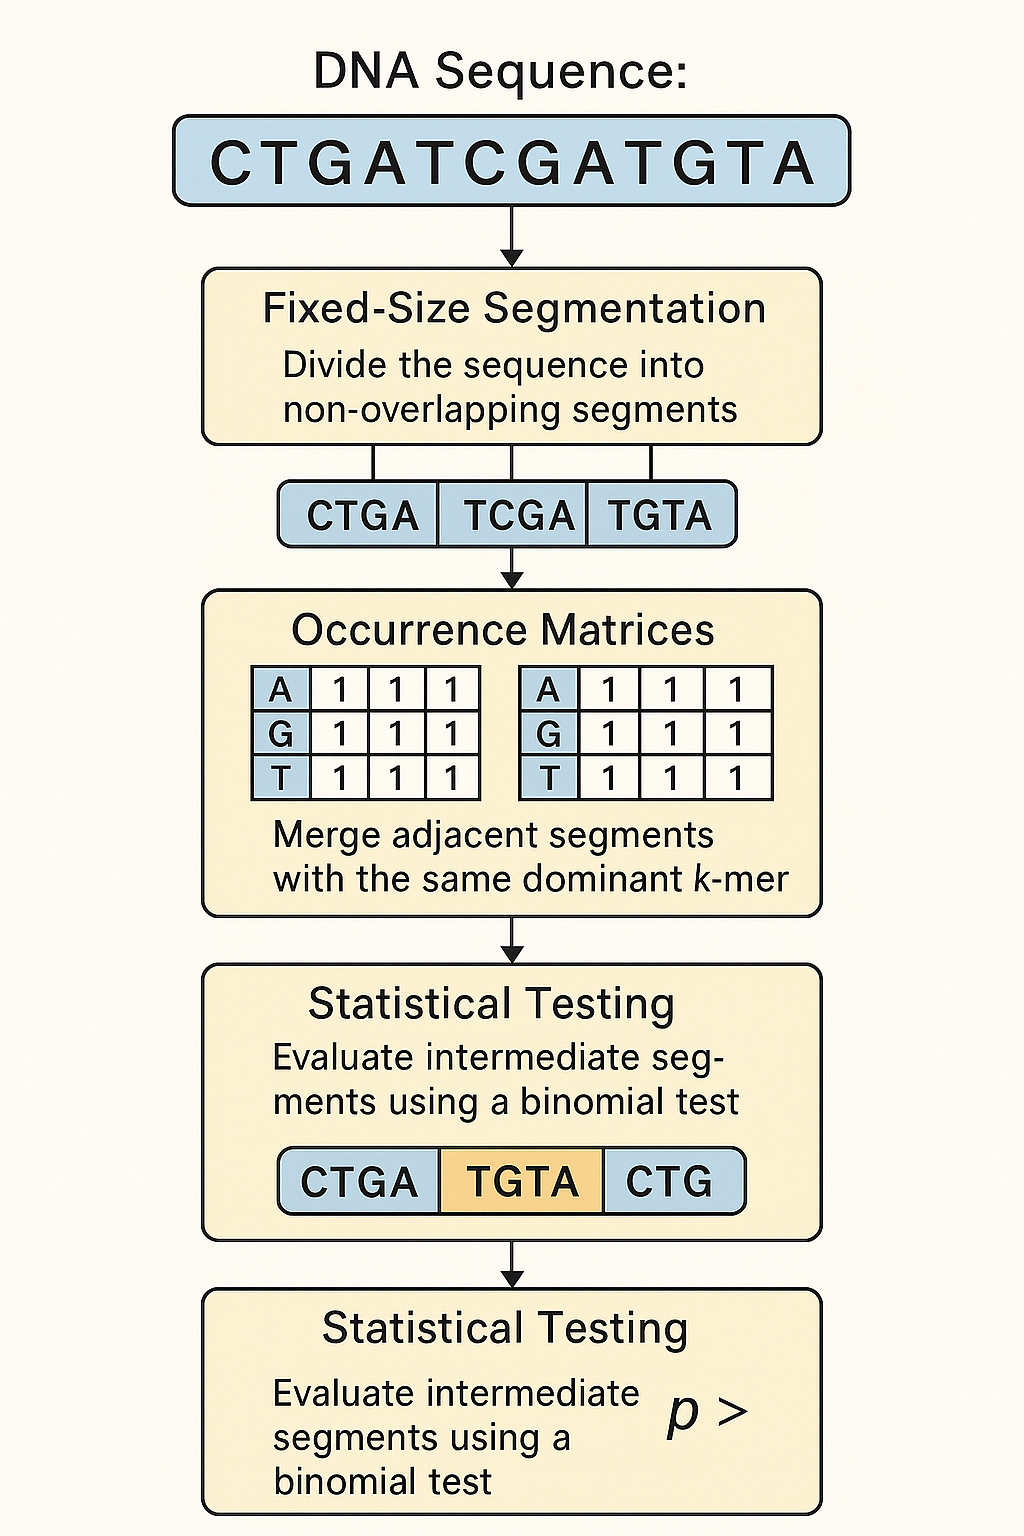 DNA Sequence:
CTGATCGATGTA
Fixed-Size Segmentation
Divide the sequence into
non-overlapping segments
CTGA TCGA TGTA
Occurrence Matrices
A 1 1 1 A 1 1 1
G 1 1 1 G 1 1 1
T 1 1 1 T 1 1 1
Merge adjacent segments
with the same dominant k-mer
Statistical Testing
Evaluate intermediate seg-
ments using a binomial test
CTGA TGTA CTG
Statistical Testing
Evaluate intermediate
segments using a
binomial test
p >